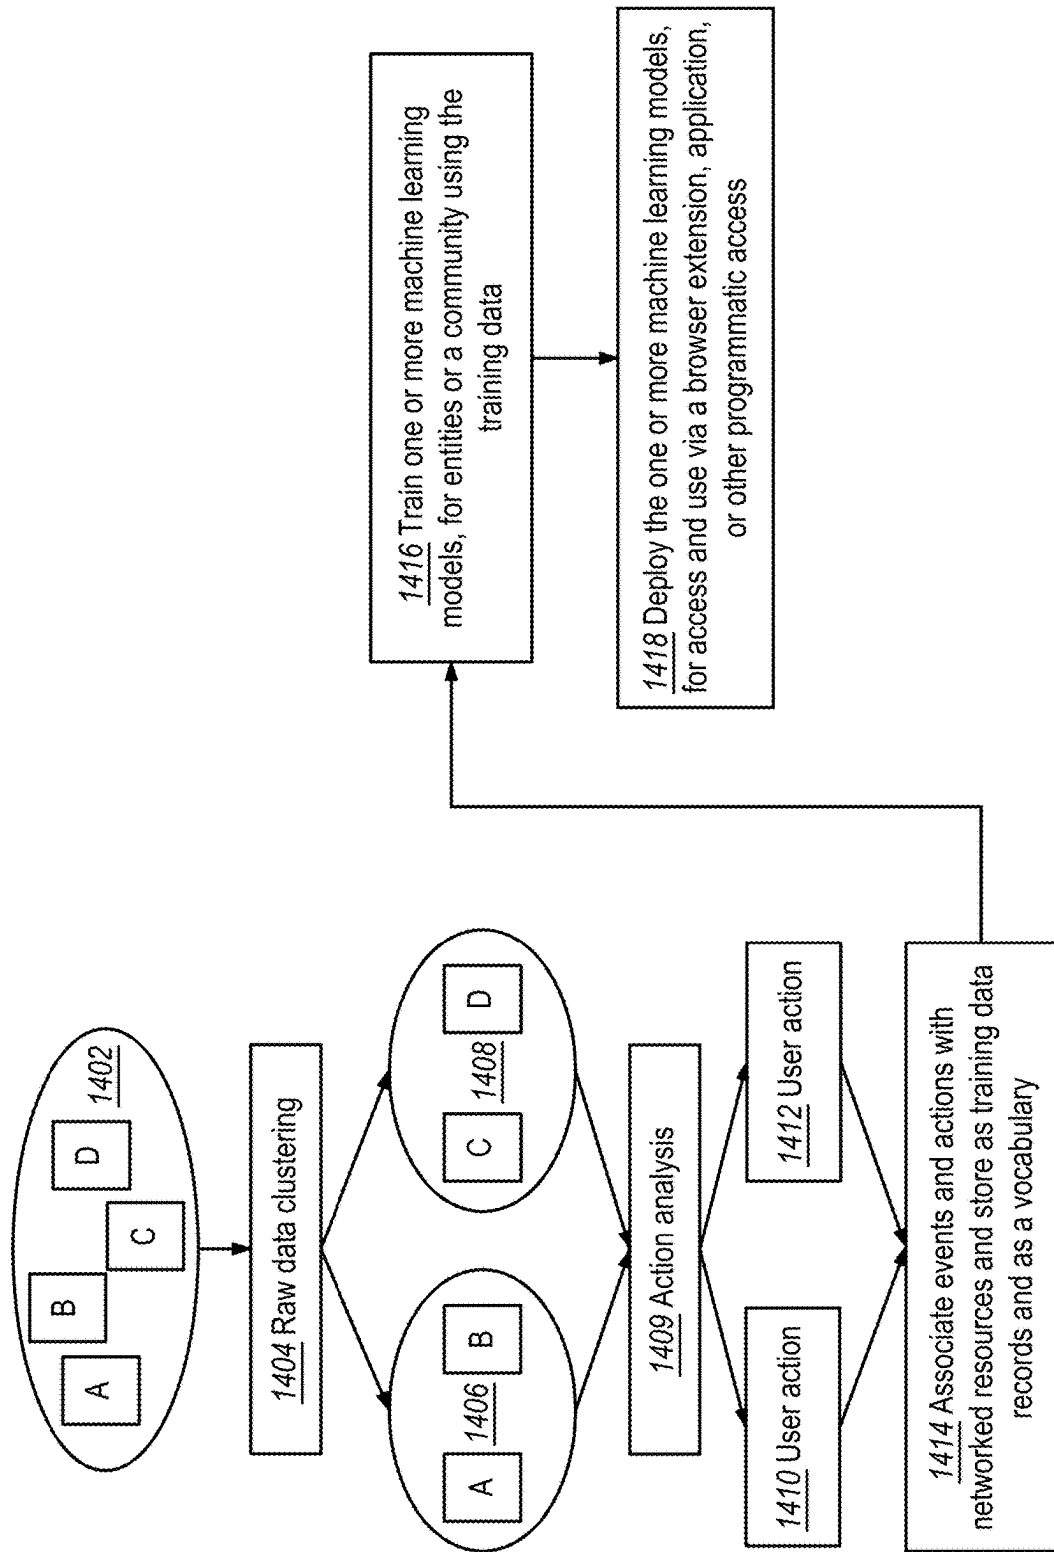 A
B
C
D
1402
1404 Raw data clustering
A
1406
B
C
1408
D
1409 Action analysis
1410 User action
1412 User action
1414 Associate events and actions with
networked resources and store as training data
records and as a vocabulary
1416 Train one or more machine learning
models, for entities or a community using the
training data
1418 Deploy the one or more machine learning models,
for access and use via a browser extension, application,
or other programmatic access